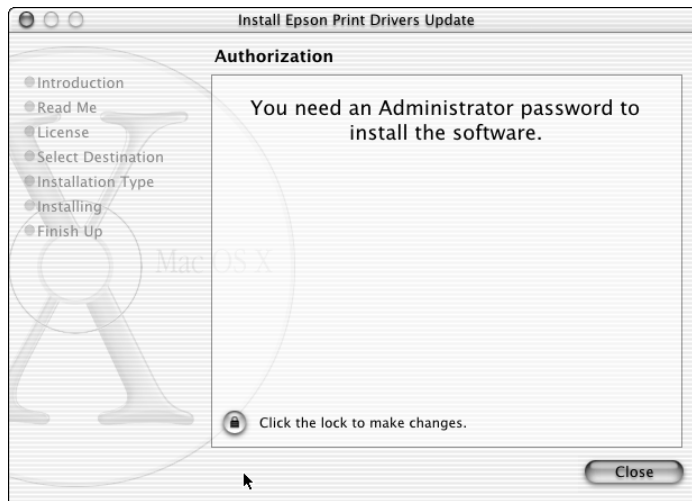 Install Epson Print Drivers Update
Authorization
Introduction
Read Me
License
Select Destination
Installation Type
Installing
Finish Up
You need an Administrator password to
install the software.
Mac OS X
Click the lock to make changes.
Close